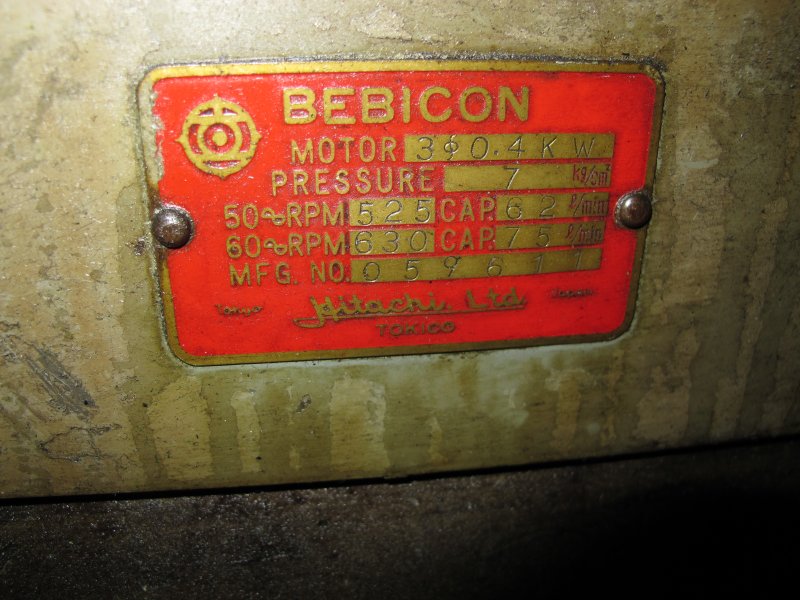 BEBICON
MOTOR 3φ0.4KW
PRESSURE 7 kg/cm²
50~RPM 525 CAP. 62 ℓ/min
60~RPM 630 CAP. 75 ℓ/min
MFG. NO. 059611
Tokyo Hitachi, Ltd. Japan
TOKICO